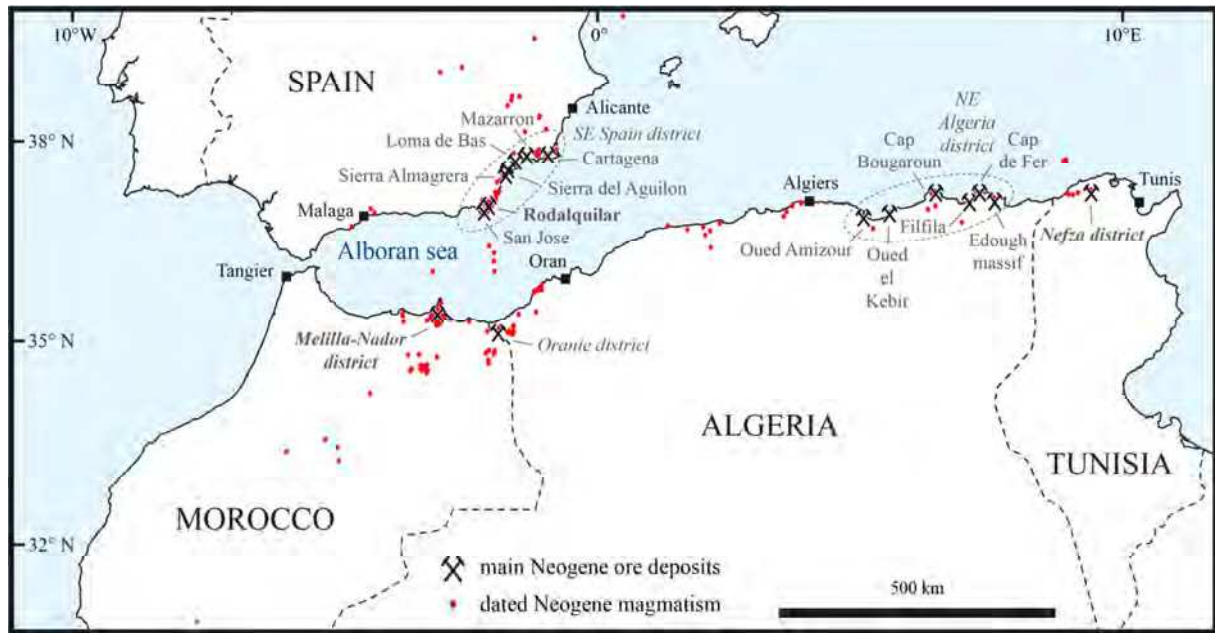 10°W
0°
10°E
SPAIN
Alicante
Mazarron
SE Spain district
Loma de Bas
38° N
Cartagena
Sierra Almagrera
Sierra del Aguilon
Malaga
Rodalquilar
San Jose
Alboran sea
Tangier
Oran
Algiers
NE
Algeria
district
Cap
Bougaroun
Cap
de Fer
Tunis
Oued Amizour
Filfila
Oued
el
Kebir
Edough
massif
Nefza district
Melilla-Nador
district
35° N
Oranie district
ALGERIA
TUNISIA
MOROCCO
32° N
main Neogene ore deposits
dated Neogene magmatism
500 km